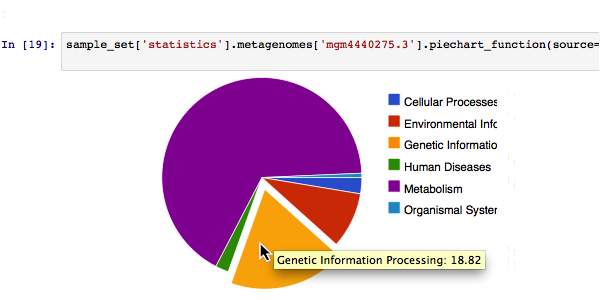 In [19]: sample_set['statistics'].metagenomes['mgm4440275.3'].piechart_function(source=
Cellular Processes
Environmental Info
Genetic Informatio
Human Diseases
Metabolism
Organismal System
Genetic Information Processing: 18.82